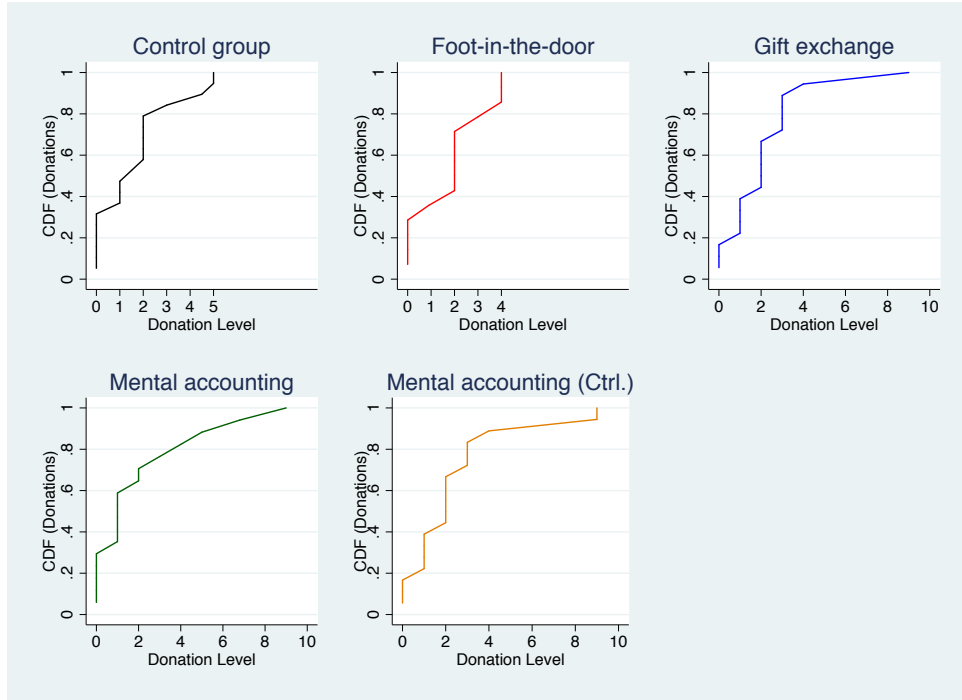 Control group
CDF (Donations)
0 .2 .4 .6 .8 1
0 1 2 3 4 5
Donation Level
Foot-in-the-door
CDF (Donations)
0 .2 .4 .6 .8 1
0 1 2 3 4
Donation Level
Gift exchange
CDF (Donations)
0 .2 .4 .6 .8 1
0 2 4 6 8 10
Donation Level
Mental accounting
CDF (Donations)
0 .2 .4 .6 .8 1
0 2 4 6 8 10
Donation Level
Mental accounting (Ctrl.)
CDF (Donations)
0 .2 .4 .6 .8 1
0 2 4 6 8 10
Donation Level